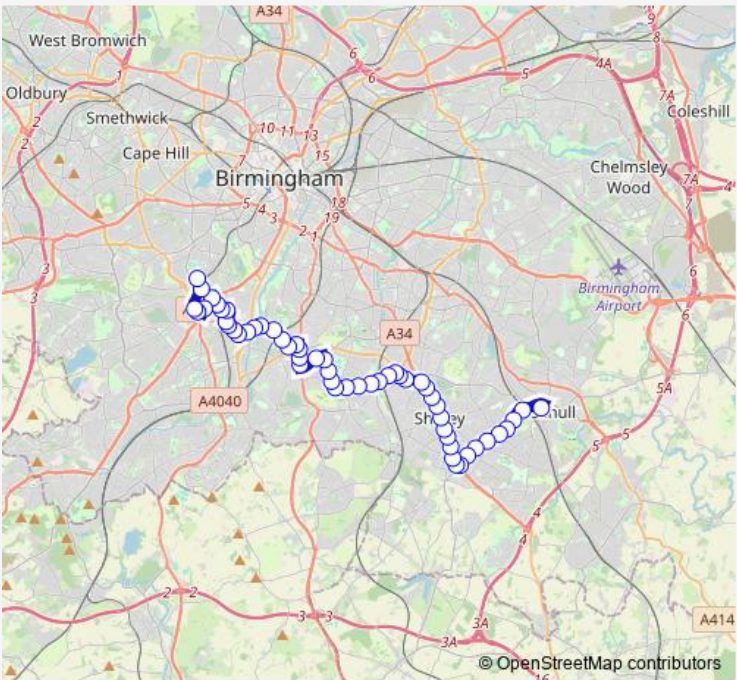 A34
9
West Bromwich
8
6
6
5
4A
1
7A
Oldbury
Coleshill
2
Smethwick
10 11 13
2
Cape Hill
15
7
Chelmsley
Wood
Birmingham
7A
4
18
5 4 3
19
2 1
7
3
6
Birmingham
Airport
3
6
A34
5A
A4040
5 5
4
4
2 2
3 3
3A
A414
3A
© OpenStreetMap contributors
16